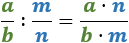 a/b : m/n = a · n / b · m